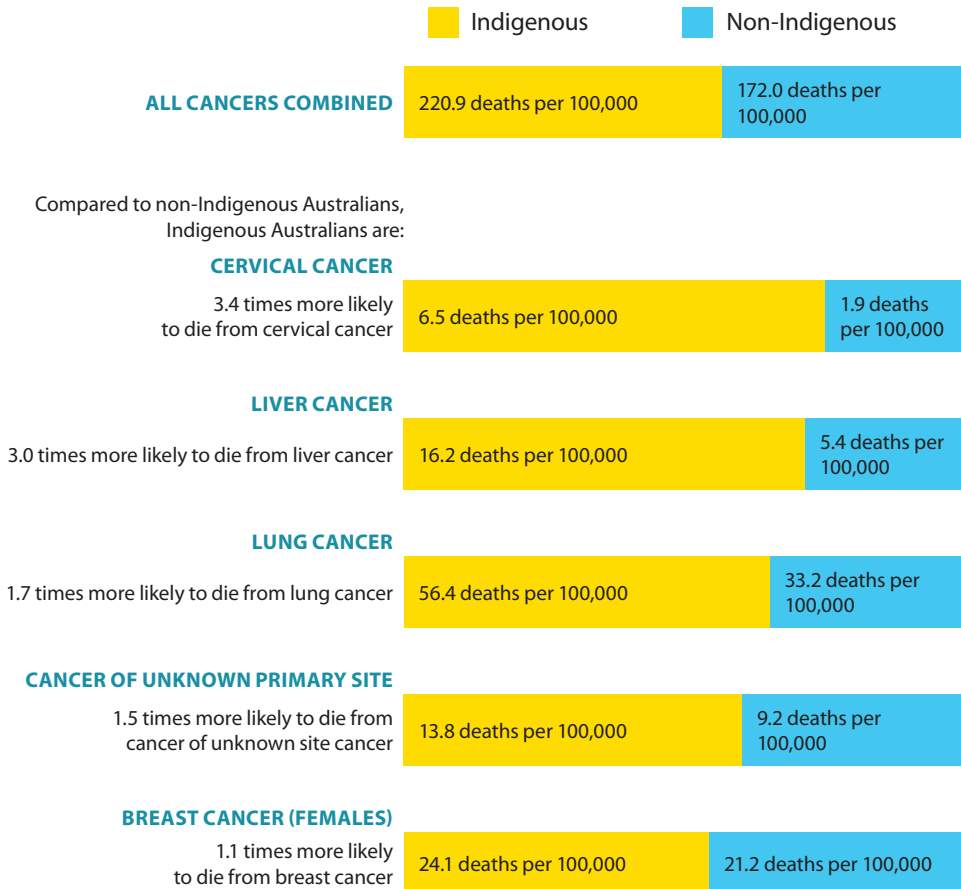 Indigenous
Non-Indigenous
ALL CANCERS COMBINED
220.9 deaths per 100,000
172.0 deaths per
100,000
Compared to non-Indigenous Australians,
Indigenous Australians are:
CERVICAL CANCER
3.4 times more likely
to die from cervical cancer
6.5 deaths per 100,000
1.9 deaths
per 100,000
LIVER CANCER
3.0 times more likely to die from liver cancer
16.2 deaths per 100,000
5.4 deaths per
100,000
LUNG CANCER
1.7 times more likely to die from lung cancer
56.4 deaths per 100,000
33.2 deaths per
100,000
CANCER OF UNKNOWN PRIMARY SITE
1.5 times more likely to die from
cancer of unknown site cancer
13.8 deaths per 100,000
9.2 deaths per
100,000
BREAST CANCER (FEMALES)
1.1 times more likely
to die from breast cancer
24.1 deaths per 100,000
21.2 deaths per 100,000